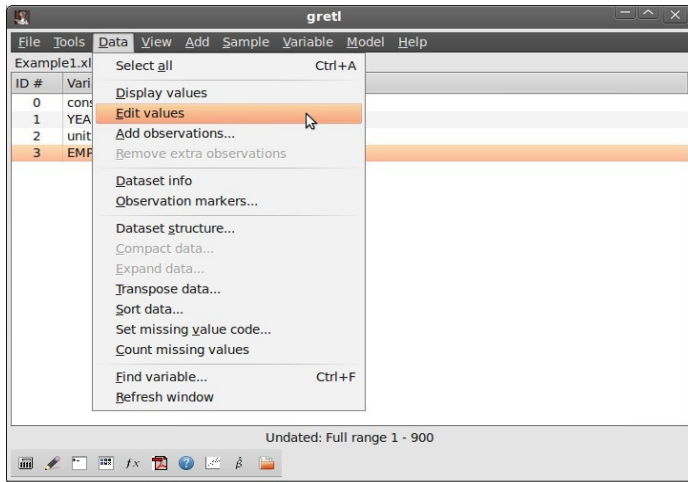 gretl
File Tools Data View Add Sample Variable Model Help
Example1.xl
ID # Vari
0 cons
1 YEA
2 unit
3 EMP
Select all Ctrl+A
Display values
Edit values
Add observations...
Remove extra observations
Dataset info
Observation markers...
Dataset structure...
Compact data...
Expand data...
Transpose data...
Sort data...
Set missing value code...
Count missing values
Find variable... Ctrl+F
Refresh window
Undated: Full range 1 - 900
fx
β̂